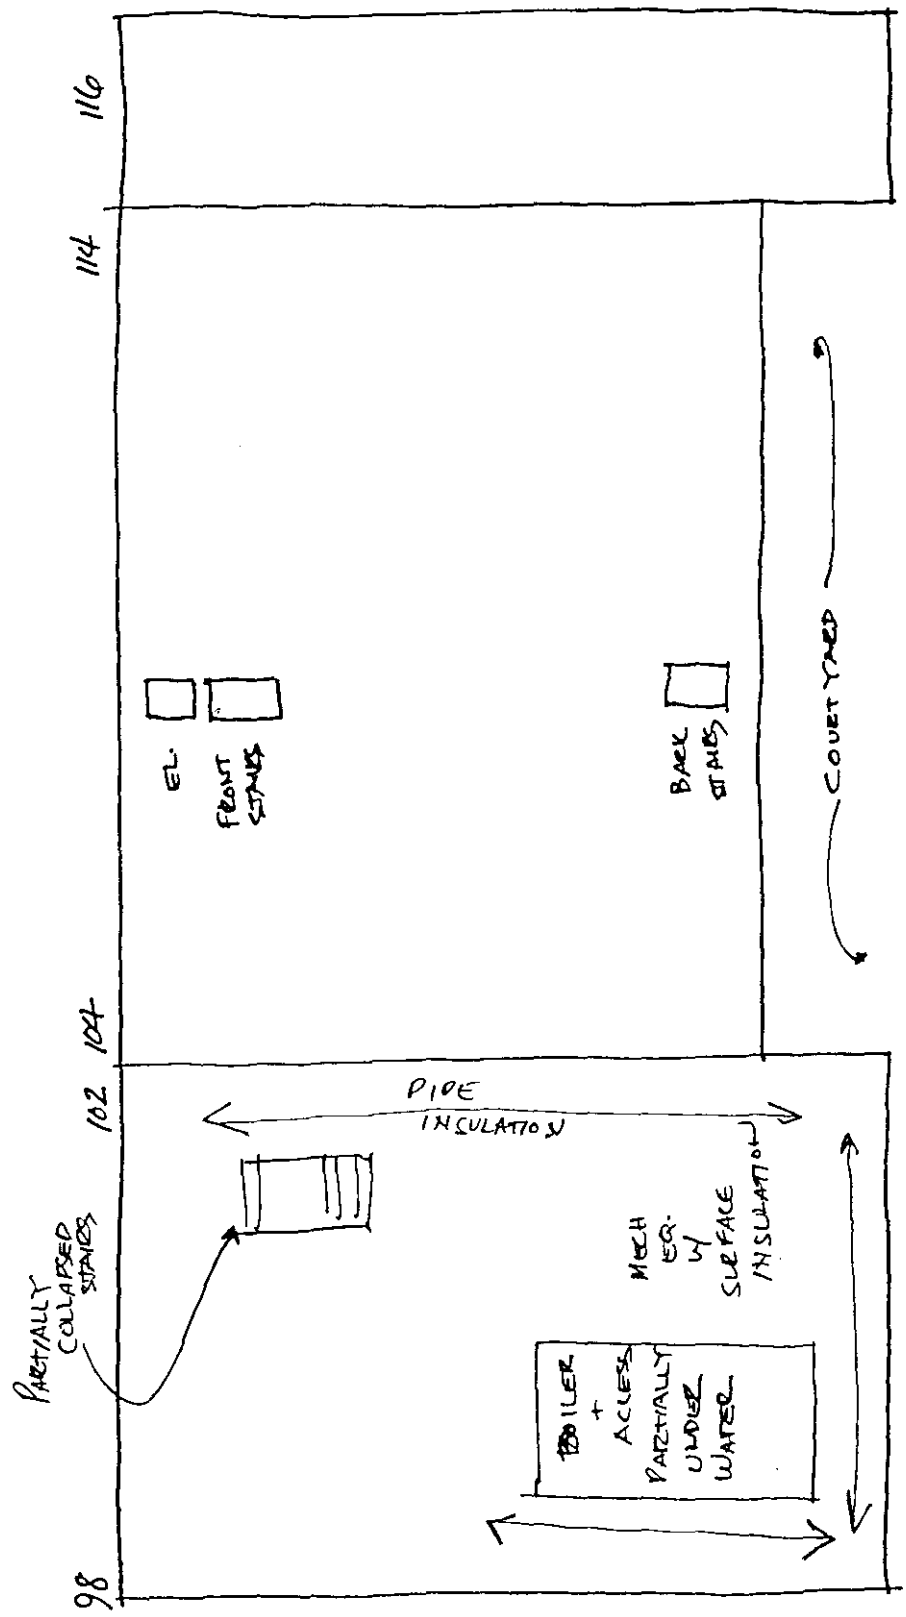 98
102
104
114
116
PARTIALLY
COLLAPSED
STAIRS
PIPE
INSULATION
MECH
EQ.
W/
SURFACE
INSULATION
BOILER
+
ACCESS
PARTIALLY
UNDER
WATER
EL.
FRONT
STAIRS
BACK
STAIRS
COURTYARD